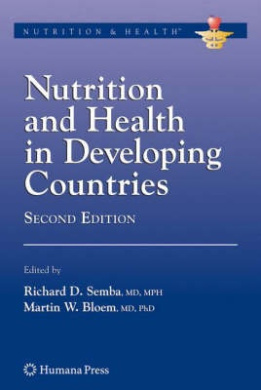 NUTRITION & HEALTH
Nutrition
and Health
in Developing
Countries
SECOND EDITION
Edited by
Richard D. Semba, MD, MPH
Martin W. Bloem, MD, PhD
Humana Press